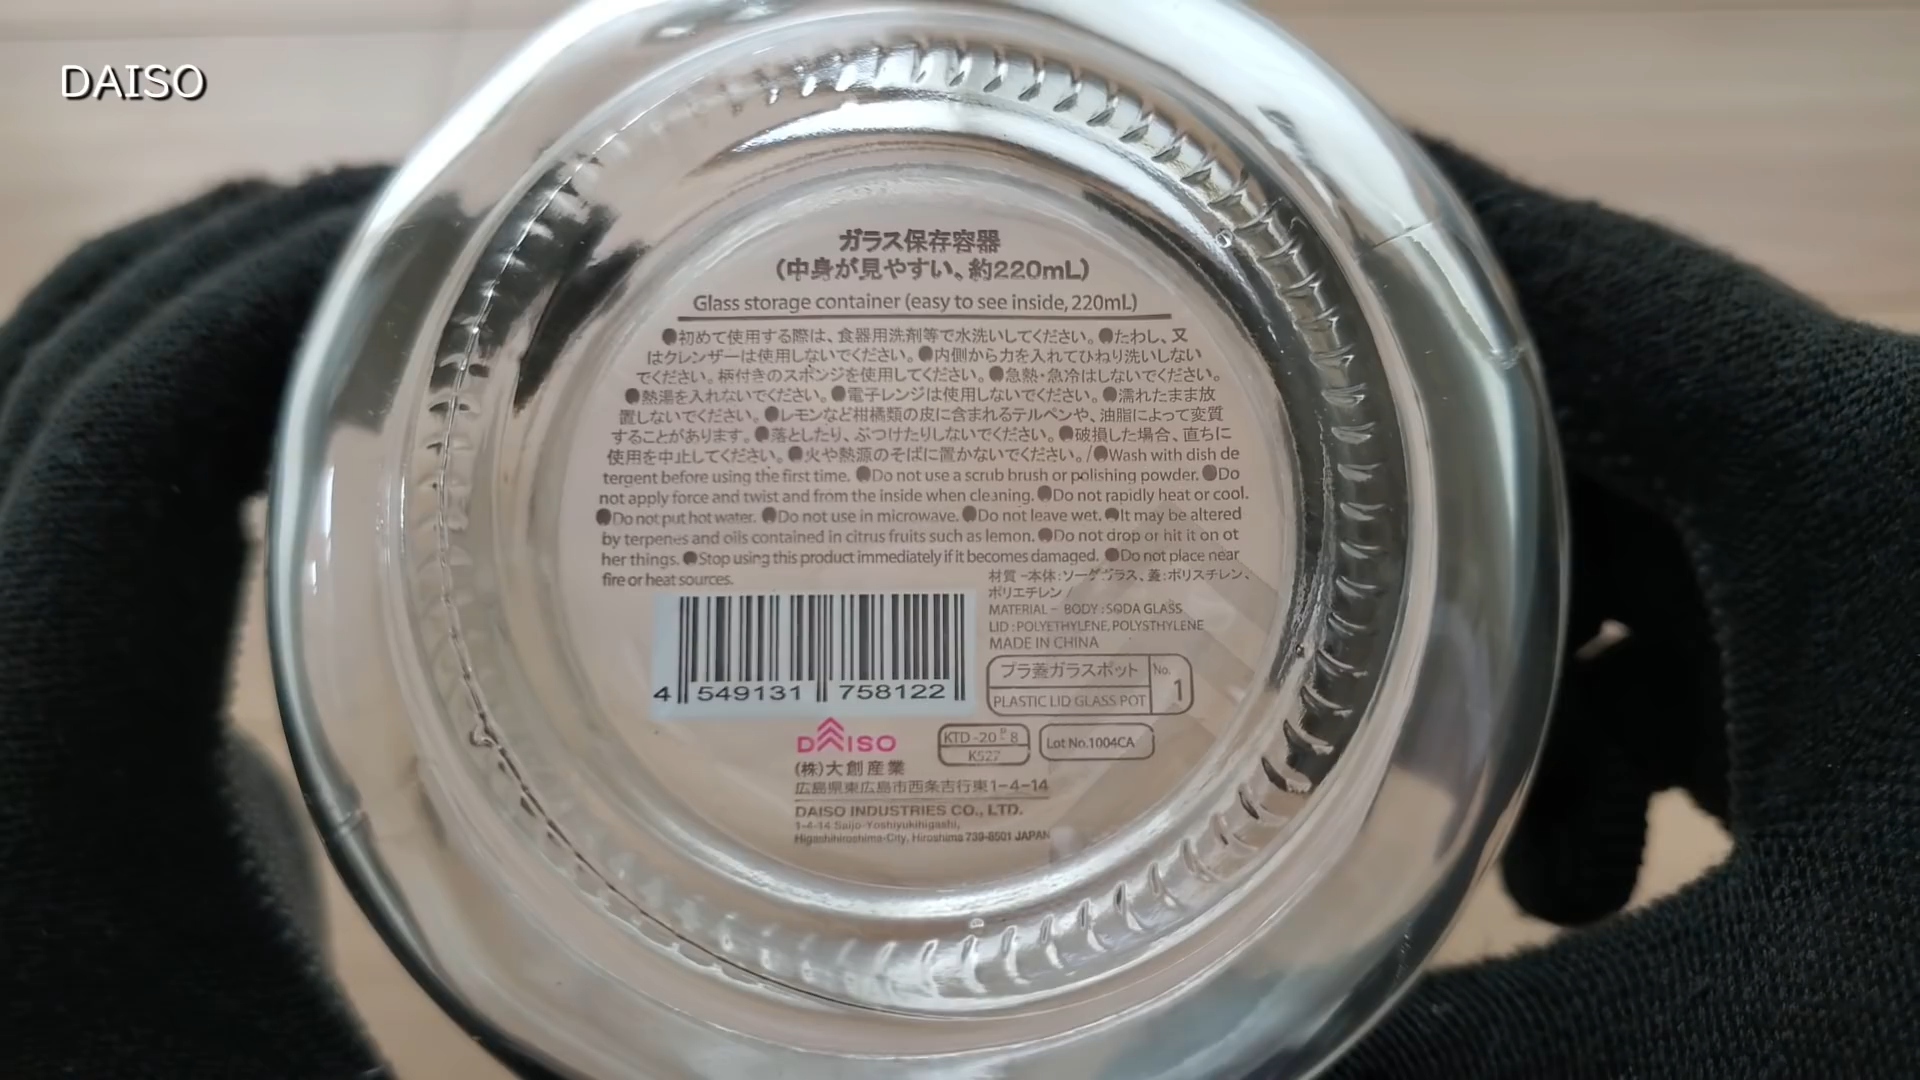 DAISO
ガラス保存容器
(中身が見やすい、約220mL)
Glass storage container (easy to see inside, 220mL)
●初めて使用する際は、食器用洗剤等で水洗いしてください。●たわし、又
はクレンザーは使用しないでください。●内側から力を入れてひねり洗いしない
でください。柄付きのスポンジを使用してください。●急熱・急冷はしないでください。
●熱湯を入れないでください。●電子レンジは使用しないでください。●濡れたまま放
置しないでください。●レモンなど柑橘類の皮に含まれるテルペンや、油脂によって変質
することがあります。●落としたり、ぶつけたりしないでください。●破損した場合、直ちに
使用を中止してください。●火や熱源のそばに置かないでください。/●Wash with dish de
tergent before using the first time. ●Do not use a scrub brush or polishing powder. ●Do
not apply force and twist and from the inside when cleaning. ●Do not rapidly heat or cool.
●Do not put hot water. ●Do not use in microwave. ●Do not leave wet. ●It may be altered
by terpenes and oils contained in citrus fruits such as lemon. ●Do not drop or hit it on ot
her things. ●Stop using this product immediately if it becomes damaged. ●Do not place near
fire or heat sources.
材質-本体:ソーダガラス、蓋:ポリスチレン、
ポリエチレン/
MATERIAL- BODY:SODA GLASS
LID:POLYETHYLENE, POLYSTHYLENE
MADE IN CHINA
プラ蓋ガラスポット No.
PLASTIC LID GLASS POT 1
4 549131 758122
DAISO
KTD-20 P-8
K527
Lot No.1004CA
(株)大創産業
広島県東広島市西条吉行東1-4-14
DAISO INDUSTRIES CO., LTD.
1-4-14 Saijo-Yoshiyukihigashi,
Higashihiroshima-City, Hiroshima 739-8501 JAPAN